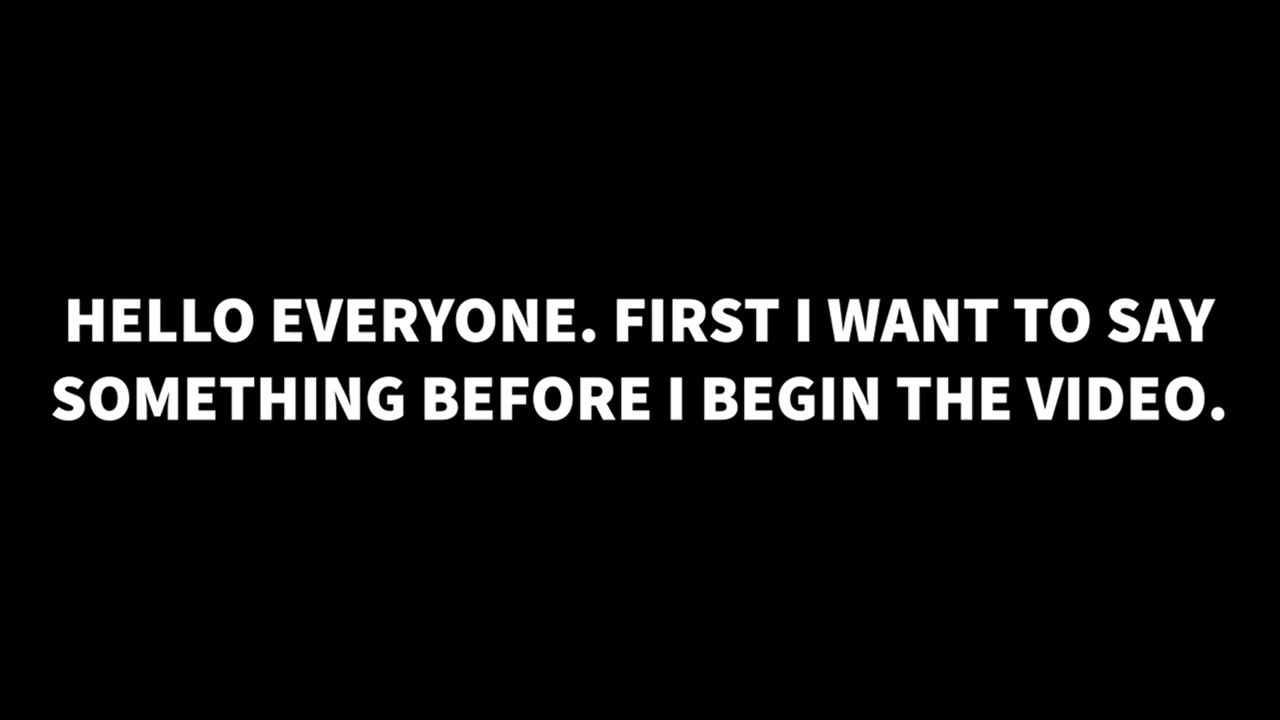 HELLO EVERYONE. FIRST I WANT TO SAY
SOMETHING BEFORE I BEGIN THE VIDEO.